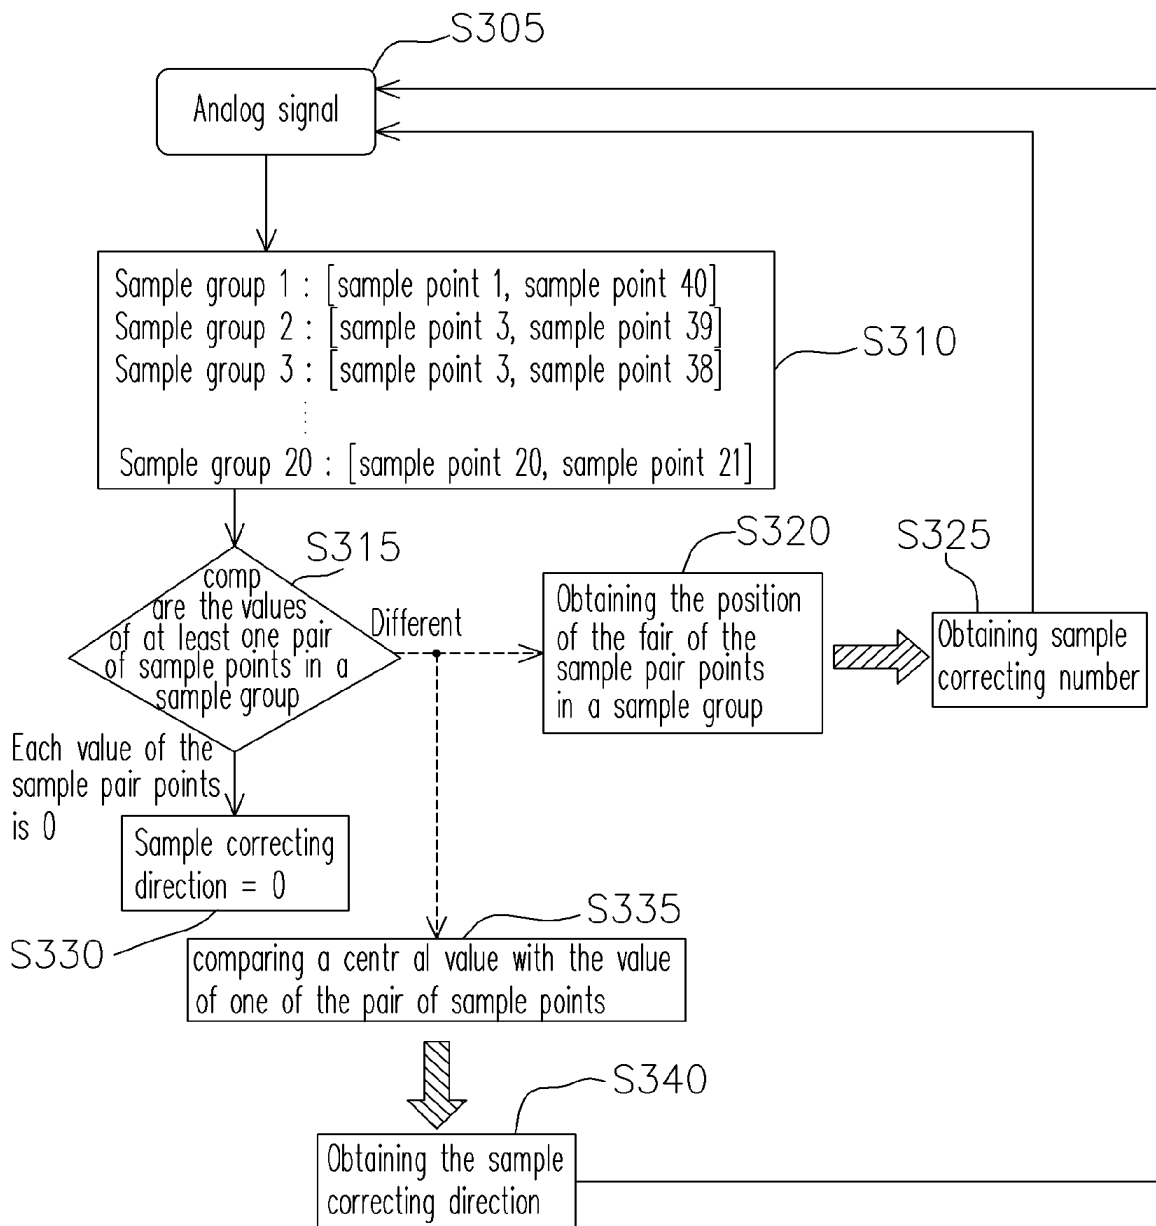 S305
Analog signal
Sample group 1 : [sample point 1, sample point 40]
Sample group 2 : [sample point 3, sample point 39]
Sample group 3 : [sample point 3, sample point 38]
Sample group 20 : [sample point 20, sample point 21]
S310
S315
comp
are the values
of at least one pair
of sample points in a
sample group
Different
S320
Obtaining the position
of the fair of the
sample pair points
in a sample group
S325
Obtaining sample
correcting number
Each value of the
sample pair points
is 0
Sample correcting
direction = 0
S330
S335
comparing a centr al value with the value
of one of the pair of sample points
S340
Obtaining the sample
correcting direction